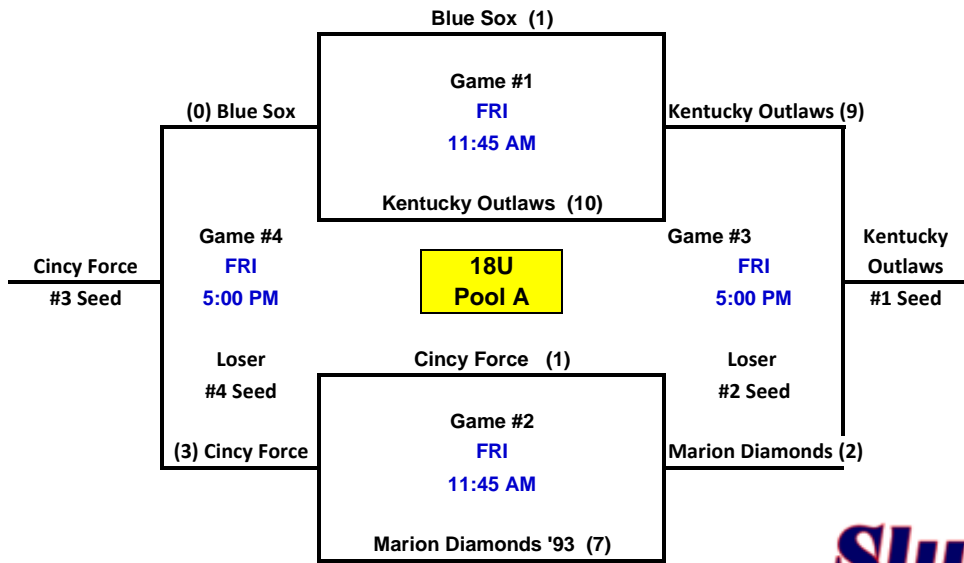 Blue Sox (1)
Game #1
FRI
11:45 AM
(0) Blue Sox
Kentucky Outlaws (9)
Kentucky Outlaws (10)
Game #4
FRI
5:00 PM
Cincy Force
#3 Seed
18U
Pool A
Game #3
FRI
5:00 PM
Kentucky
Outlaws
#1 Seed
Loser
#4 Seed
Cincy Force (1)
Loser
#2 Seed
Game #2
FRI
11:45 AM
(3) Cincy Force
Marion Diamonds (2)
Marion Diamonds '93 (7)